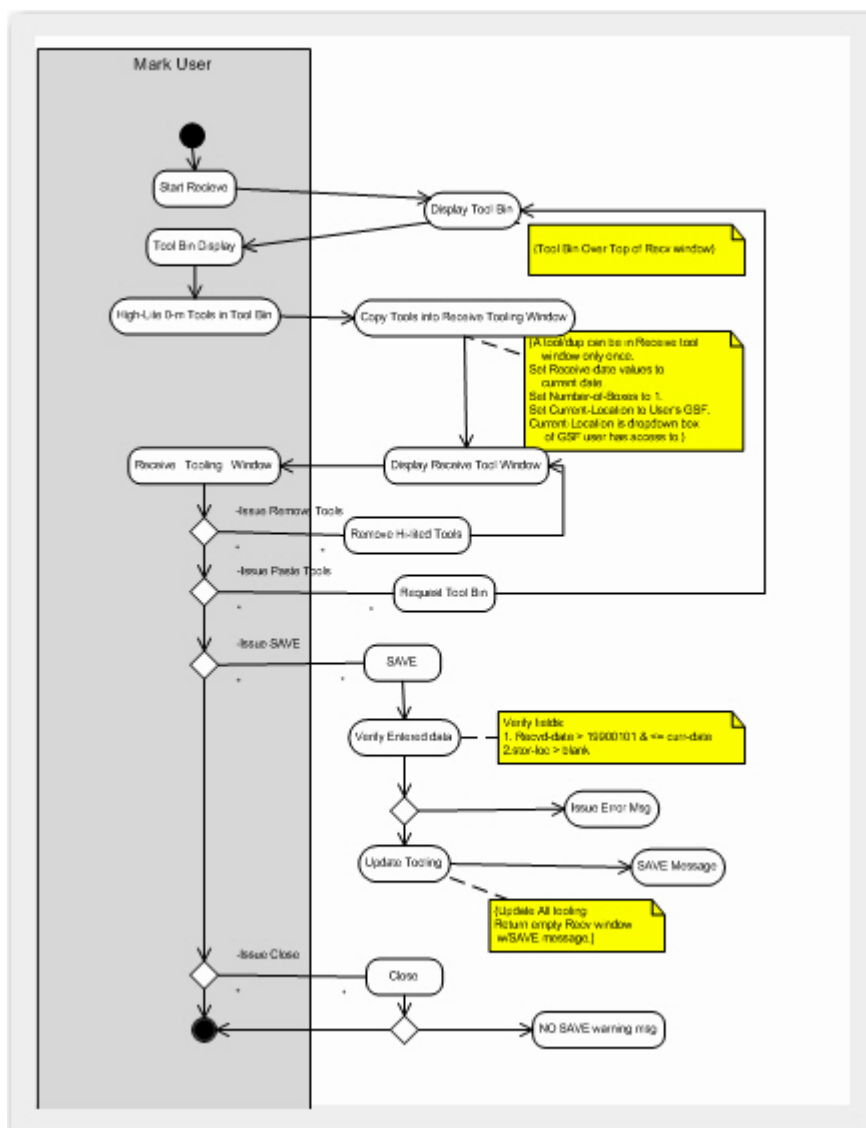 Mark User
Start Recieve
Display Tool Bin
Tool Bin Display
{Tool Bin Over Top of Recv window}
High-Lite 0-m Tools in Tool Bin
Copy Tools into Receive Tooling Window
{A tool/dup can be in Receive tool
window only once.
Set Receive-date values to
current date.
Set Number-of-Boxes to 1.
Set Current-Location to User's GSF.
Current-Location is dropdown box
of GSF user has access to.}
Receive Tooling Window
Display Receive Tool Window
-Issue Remove Tools
Remove Hi-lited Tools
-Issue Paste Tools
Request Tool Bin
-Issue SAVE
SAVE
Verify Entered data
Verify fields:
1. Recvd-date > 19900101 & <= curr-date
2.stor-loc > blank
Issue Error Msg
Update Tooling
SAVE Message
{Update All tooling
Return empty Recv window
w/SAVE message.}
-Issue Close
Close
NO SAVE warning msg